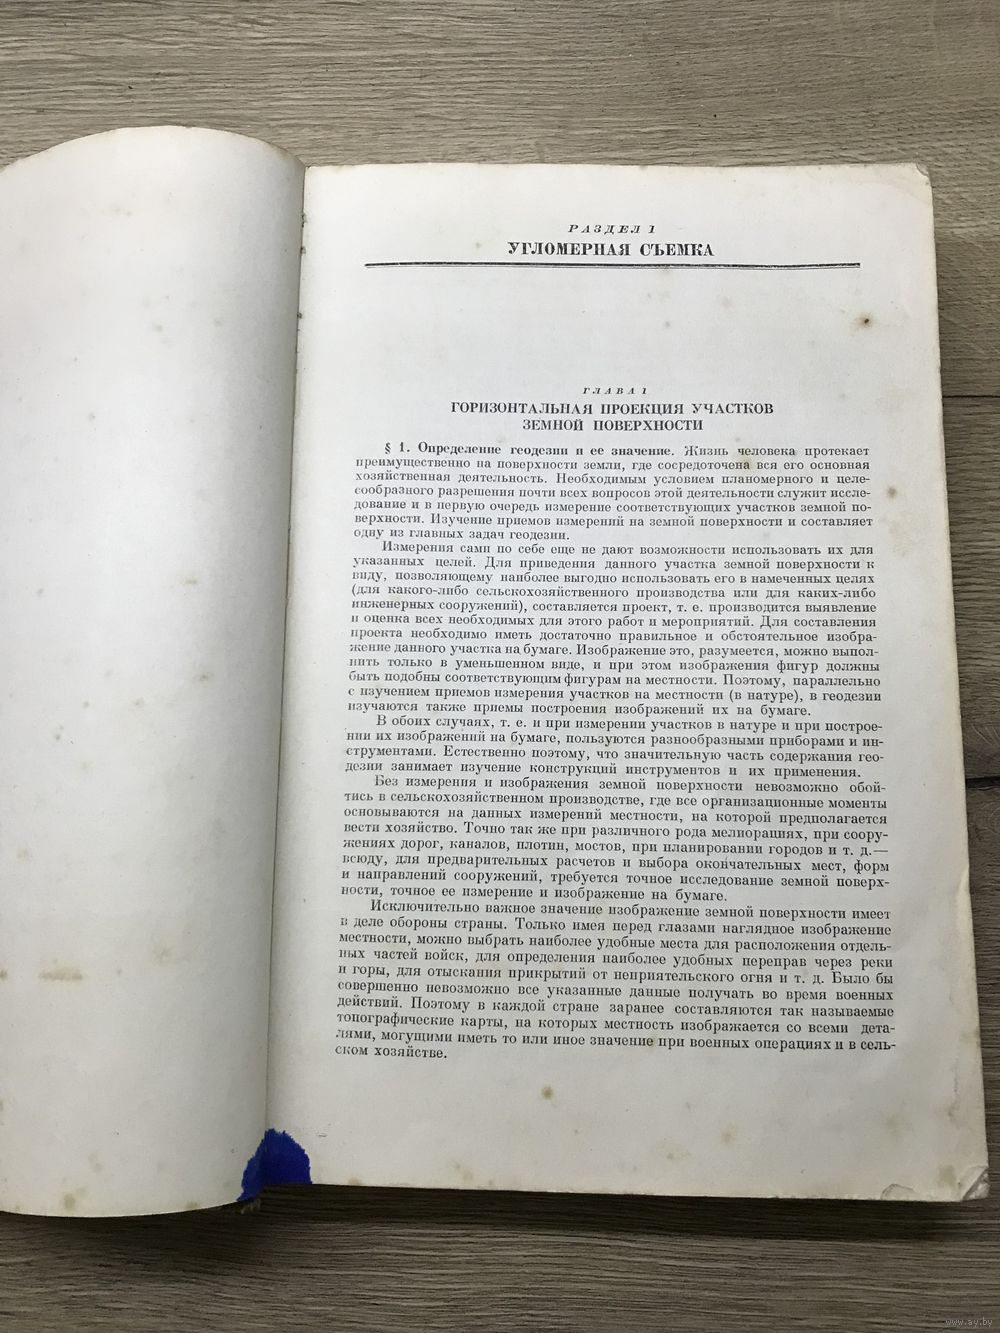 РАЗДЕЛ 1
УГЛОМЕРНАЯ СЪЕМКА
ГЛАВА 1
ГОРИЗОНТАЛЬНАЯ ПРОЕКЦИЯ УЧАСТКОВ
ЗЕМНОЙ ПОВЕРХНОСТИ
§ 1. Определение геодезии и ее значение. Жизнь человека протекает
преимущественно на поверхности земли, где сосредоточена вся его основная
хозяйственная деятельность. Необходимым условием планомерного и целе-
сообразного разрешения почти всех вопросов этой деятельности служит иссле-
дование и в первую очередь измерение соответствующих участков земной по-
верхности. Изучение приемов измерений на земной поверхности и составляет
одну из главных задач геодезии.
Измерения сами по себе еще не дают возможности использовать их для
указанных целей. Для приведения данного участка земной поверхности к
виду, позволяющему наиболее выгодно использовать его в намеченных целях
(для какого-либо сельскохозяйственного производства или для каких-либо
инженерных сооружений), составляется проект, т. е. производится выявление
и оценка всех необходимых для этого работ и мероприятий. Для составления
проекта необходимо иметь достаточно правильное и обстоятельное изобра-
жение данного участка на бумаге. Изображение это, разумеется, можно выпол-
нить только в уменьшенном виде, и при этом изображения фигур должны
быть подобны соответствующим фигурам на местности. Поэтому, параллельно
с изучением приемов измерения участков на местности (в натуре), в геодезии
изучаются также приемы построения изображений их на бумаге.
В обоих случаях, т. е. и при измерении участков в натуре и при построе-
нии их изображений на бумаге, пользуются разнообразными приборами и ин-
струментами. Естественно поэтому, что значительную часть содержания гео-
дезии занимает изучение конструкций инструментов и их применения.
Без измерения и изображения земной поверхности невозможно обой-
тись в сельскохозяйственном производстве, где все организационные моменты
основываются на данных измерений местности, на которой предполагается
вести хозяйство. Точно так же при различного рода мелиорациях, при соору-
жениях дорог, каналов, плотин, мостов, при планировании городов и т. д.—
всюду, для предварительных расчетов и выбора окончательных мест, форм
и направлений сооружений, требуется точное исследование земной поверх-
ности, точное ее измерение и изображение на бумаге.
Исключительно важное значение изображение земной поверхности имеет
в деле обороны страны. Только имея перед глазами наглядное изображение
местности, можно выбрать наиболее удобные места для расположения отдель-
ных частей войск, для определения наиболее удобных переправ через реки
и горы, для отыскания прикрытий от неприятельского огня и т. д. Было бы
совершенно невозможно все указанные данные получать во время военных
действий. Поэтому в каждой стране заранее составляются так называемые
топографические карты, на которых местность изображается со всеми дета-
лями, могущими иметь то или иное значение при военных операциях и в сель-
ском хозяйстве.
www.ay.by